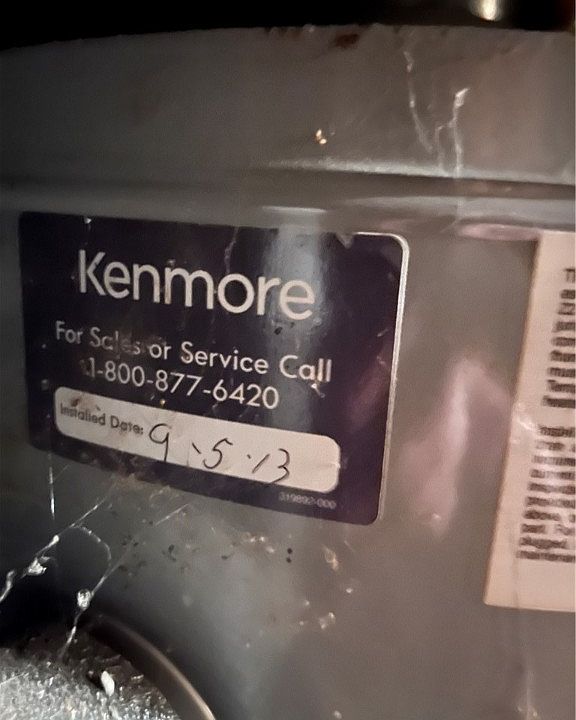 Kenmore
For Sales or Service Call
1-800-877-6420
Installed Date: 9.5.13
319892-000